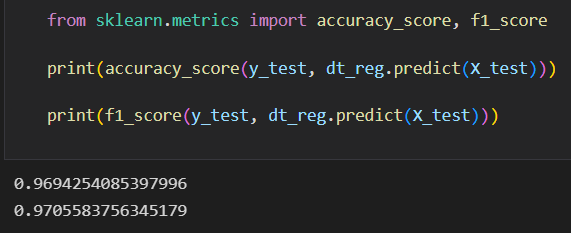 from sklearn.metrics import accuracy_score, f1_score
print(accuracy_score(y_test, dt_reg.predict(X_test)))
print(f1_score(y_test, dt_reg.predict(X_test)))
0.9694254085397996
0.9705583756345179